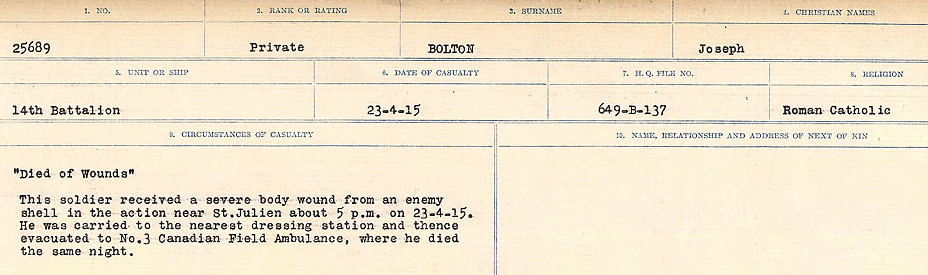 1. NO. 2. RANK OR RATING 3. SURNAME 4. CHRISTIAN NAMES
25689 Private BOLTON Joseph
5. UNIT OR SHIP 6. DATE OF CASUALTY 7. H.Q. FILE NO. 8. RELIGION
14th Battalion 23-4-15 649-B-137 Roman Catholic
9. CIRCUMSTANCES OF CASUALTY 10. NAME, RELATIONSHIP AND ADDRESS OF NEXT OF KIN
"Died of Wounds"
This soldier received a severe body wound from an enemy
shell in the action near St.Julien about 5 p.m. on 23-4-15.
He was carried to the nearest dressing station and thence
evacuated to No.3 Canadian Field Ambulance, where he died
the same night.